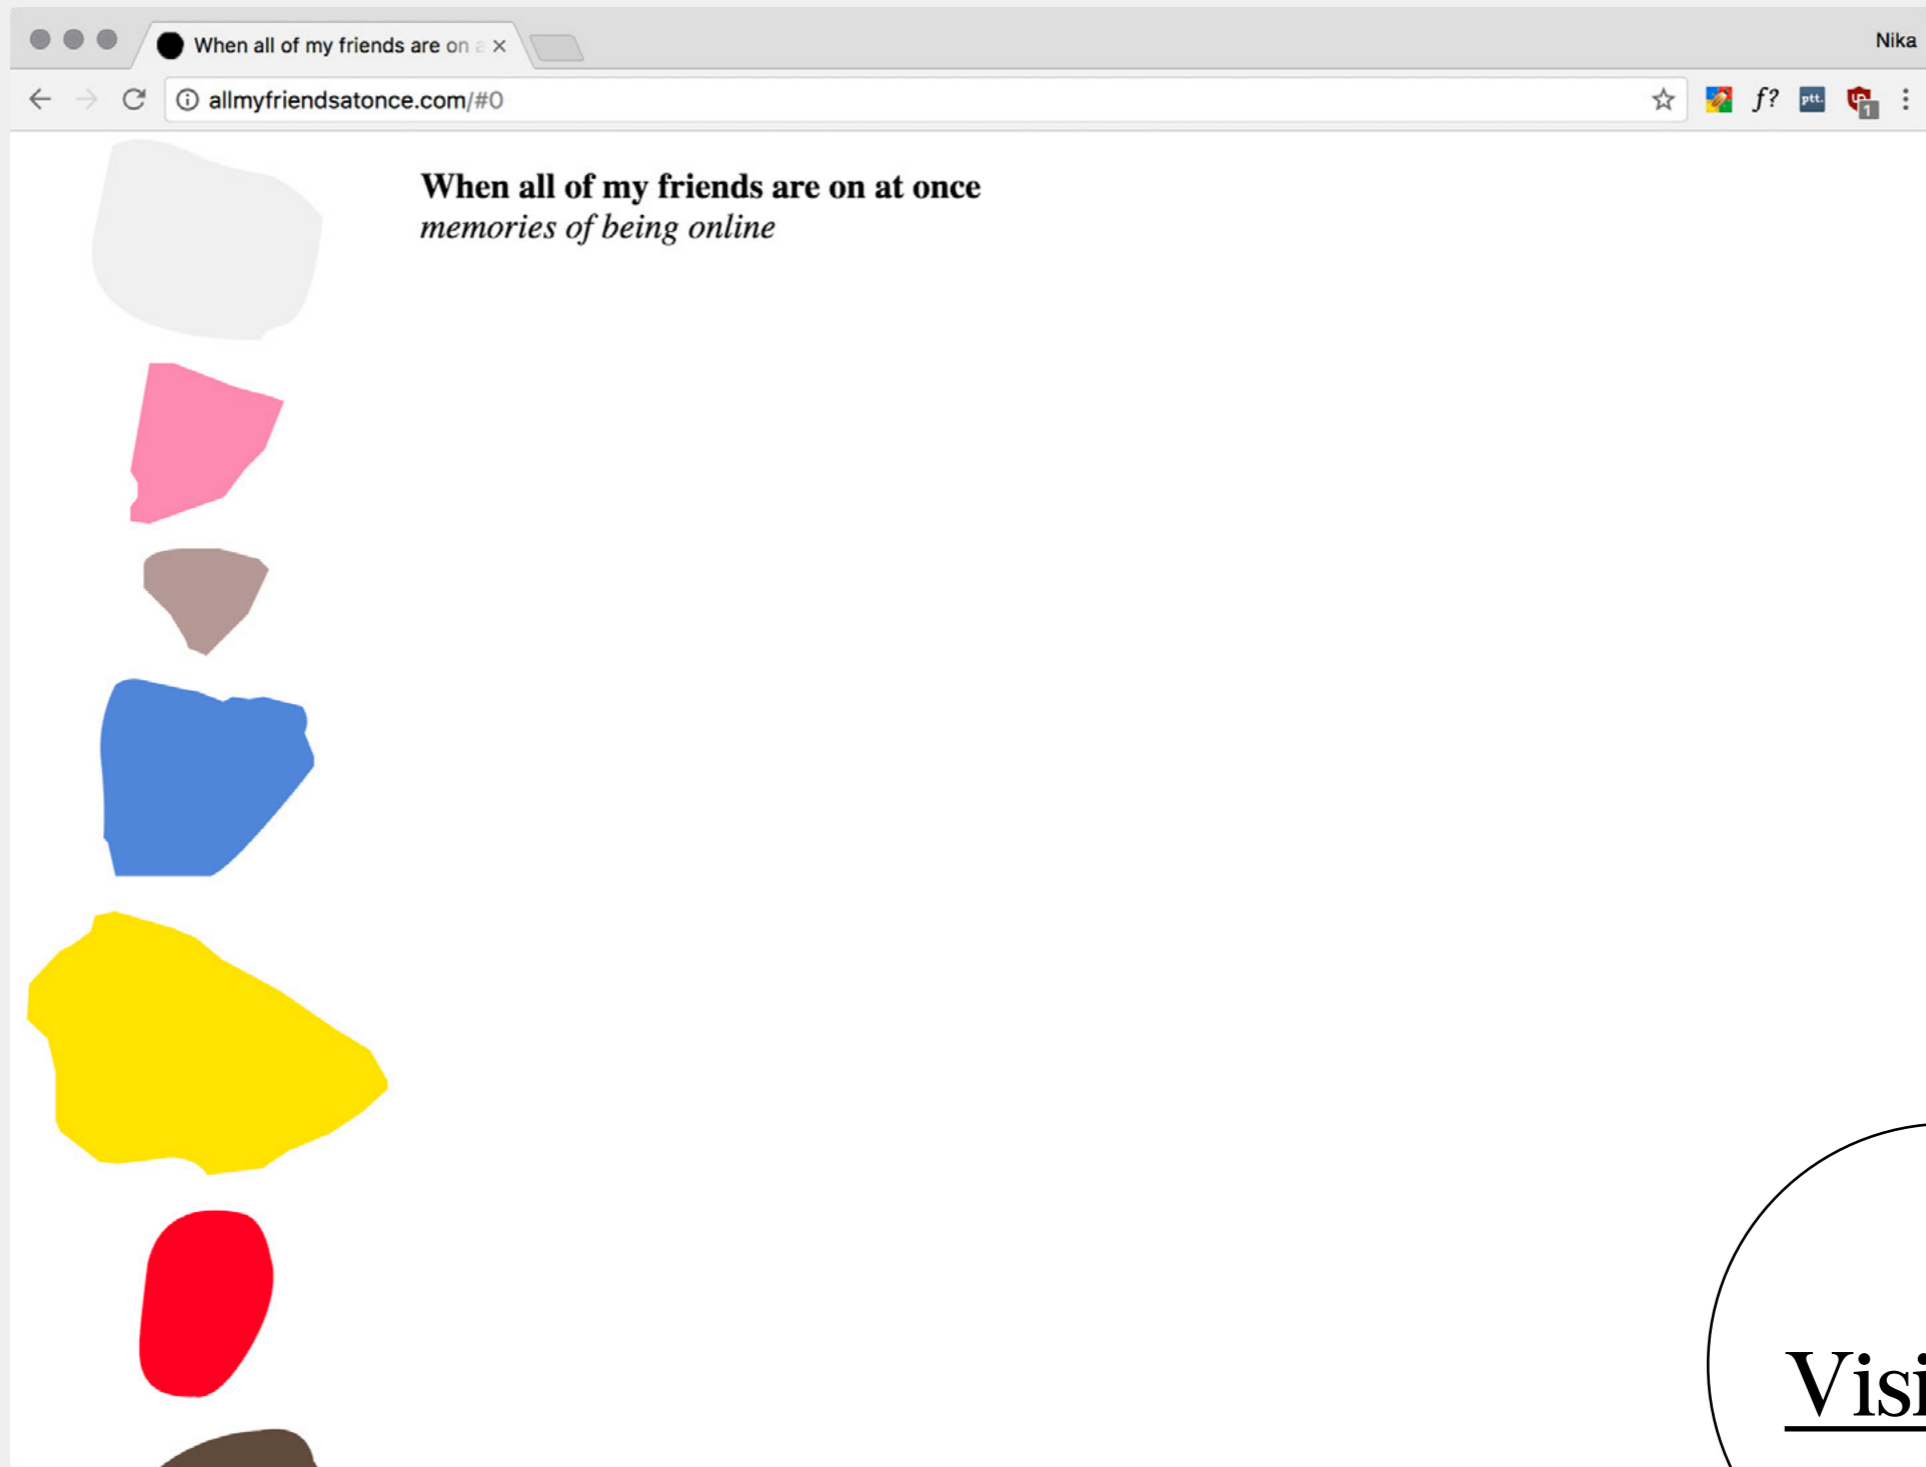 When all of my friends are on a
Nika
allmyfriendsatonce.com/#0
f?
ptt.
1
When all of my friends are on at once
memories of being online